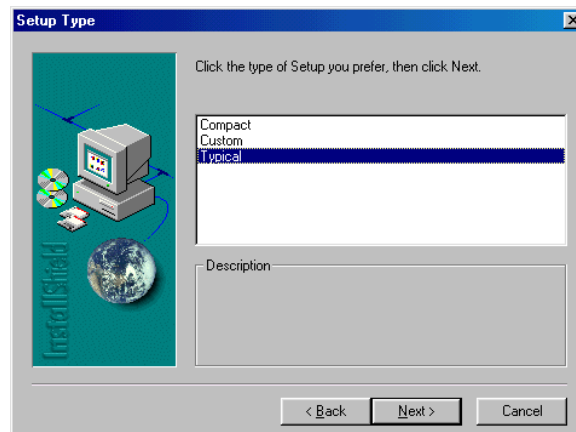 Setup Type
Click the type of Setup you prefer, then click Next.
Compact
Custom
Typical
Description
InstallShield
< Back
Next >
Cancel